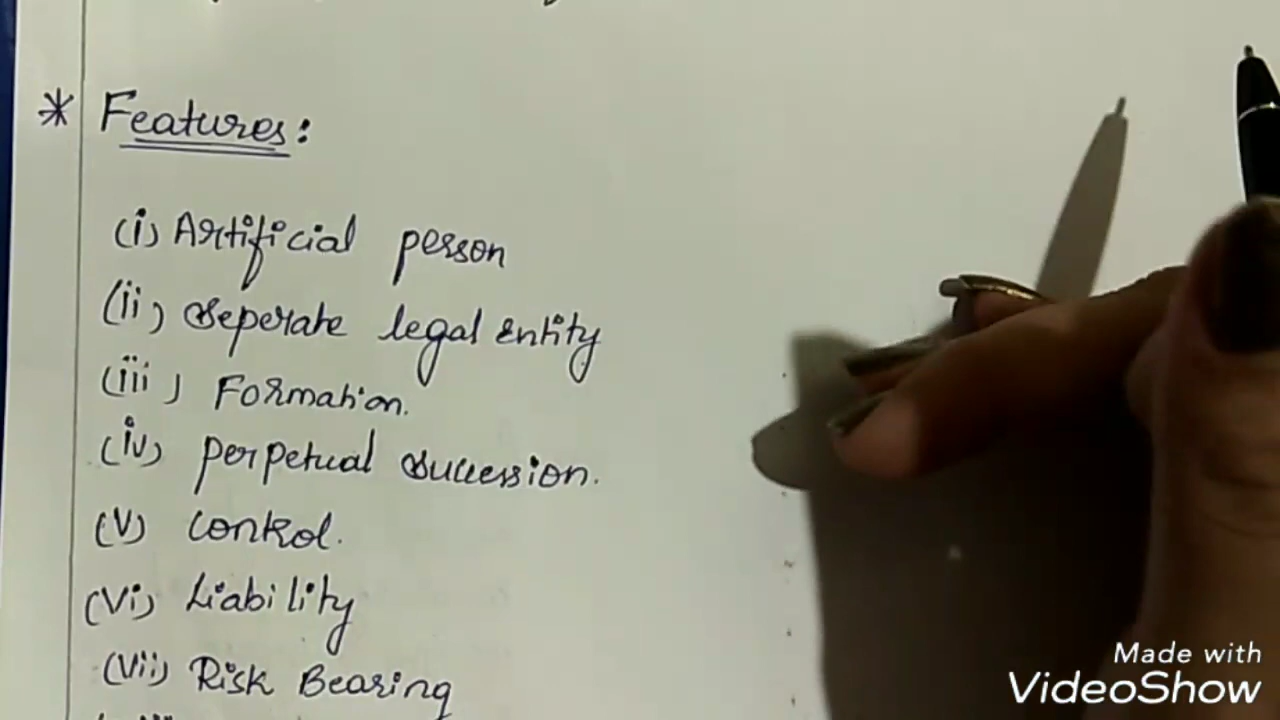 * Features:
(i) Artificial person
(ii) Seperate legal entity
(iii) Formation.
(iv) perpetual succession.
(v) control.
(vi) Liability
(vii) Risk Bearing
Made with
VideoShow